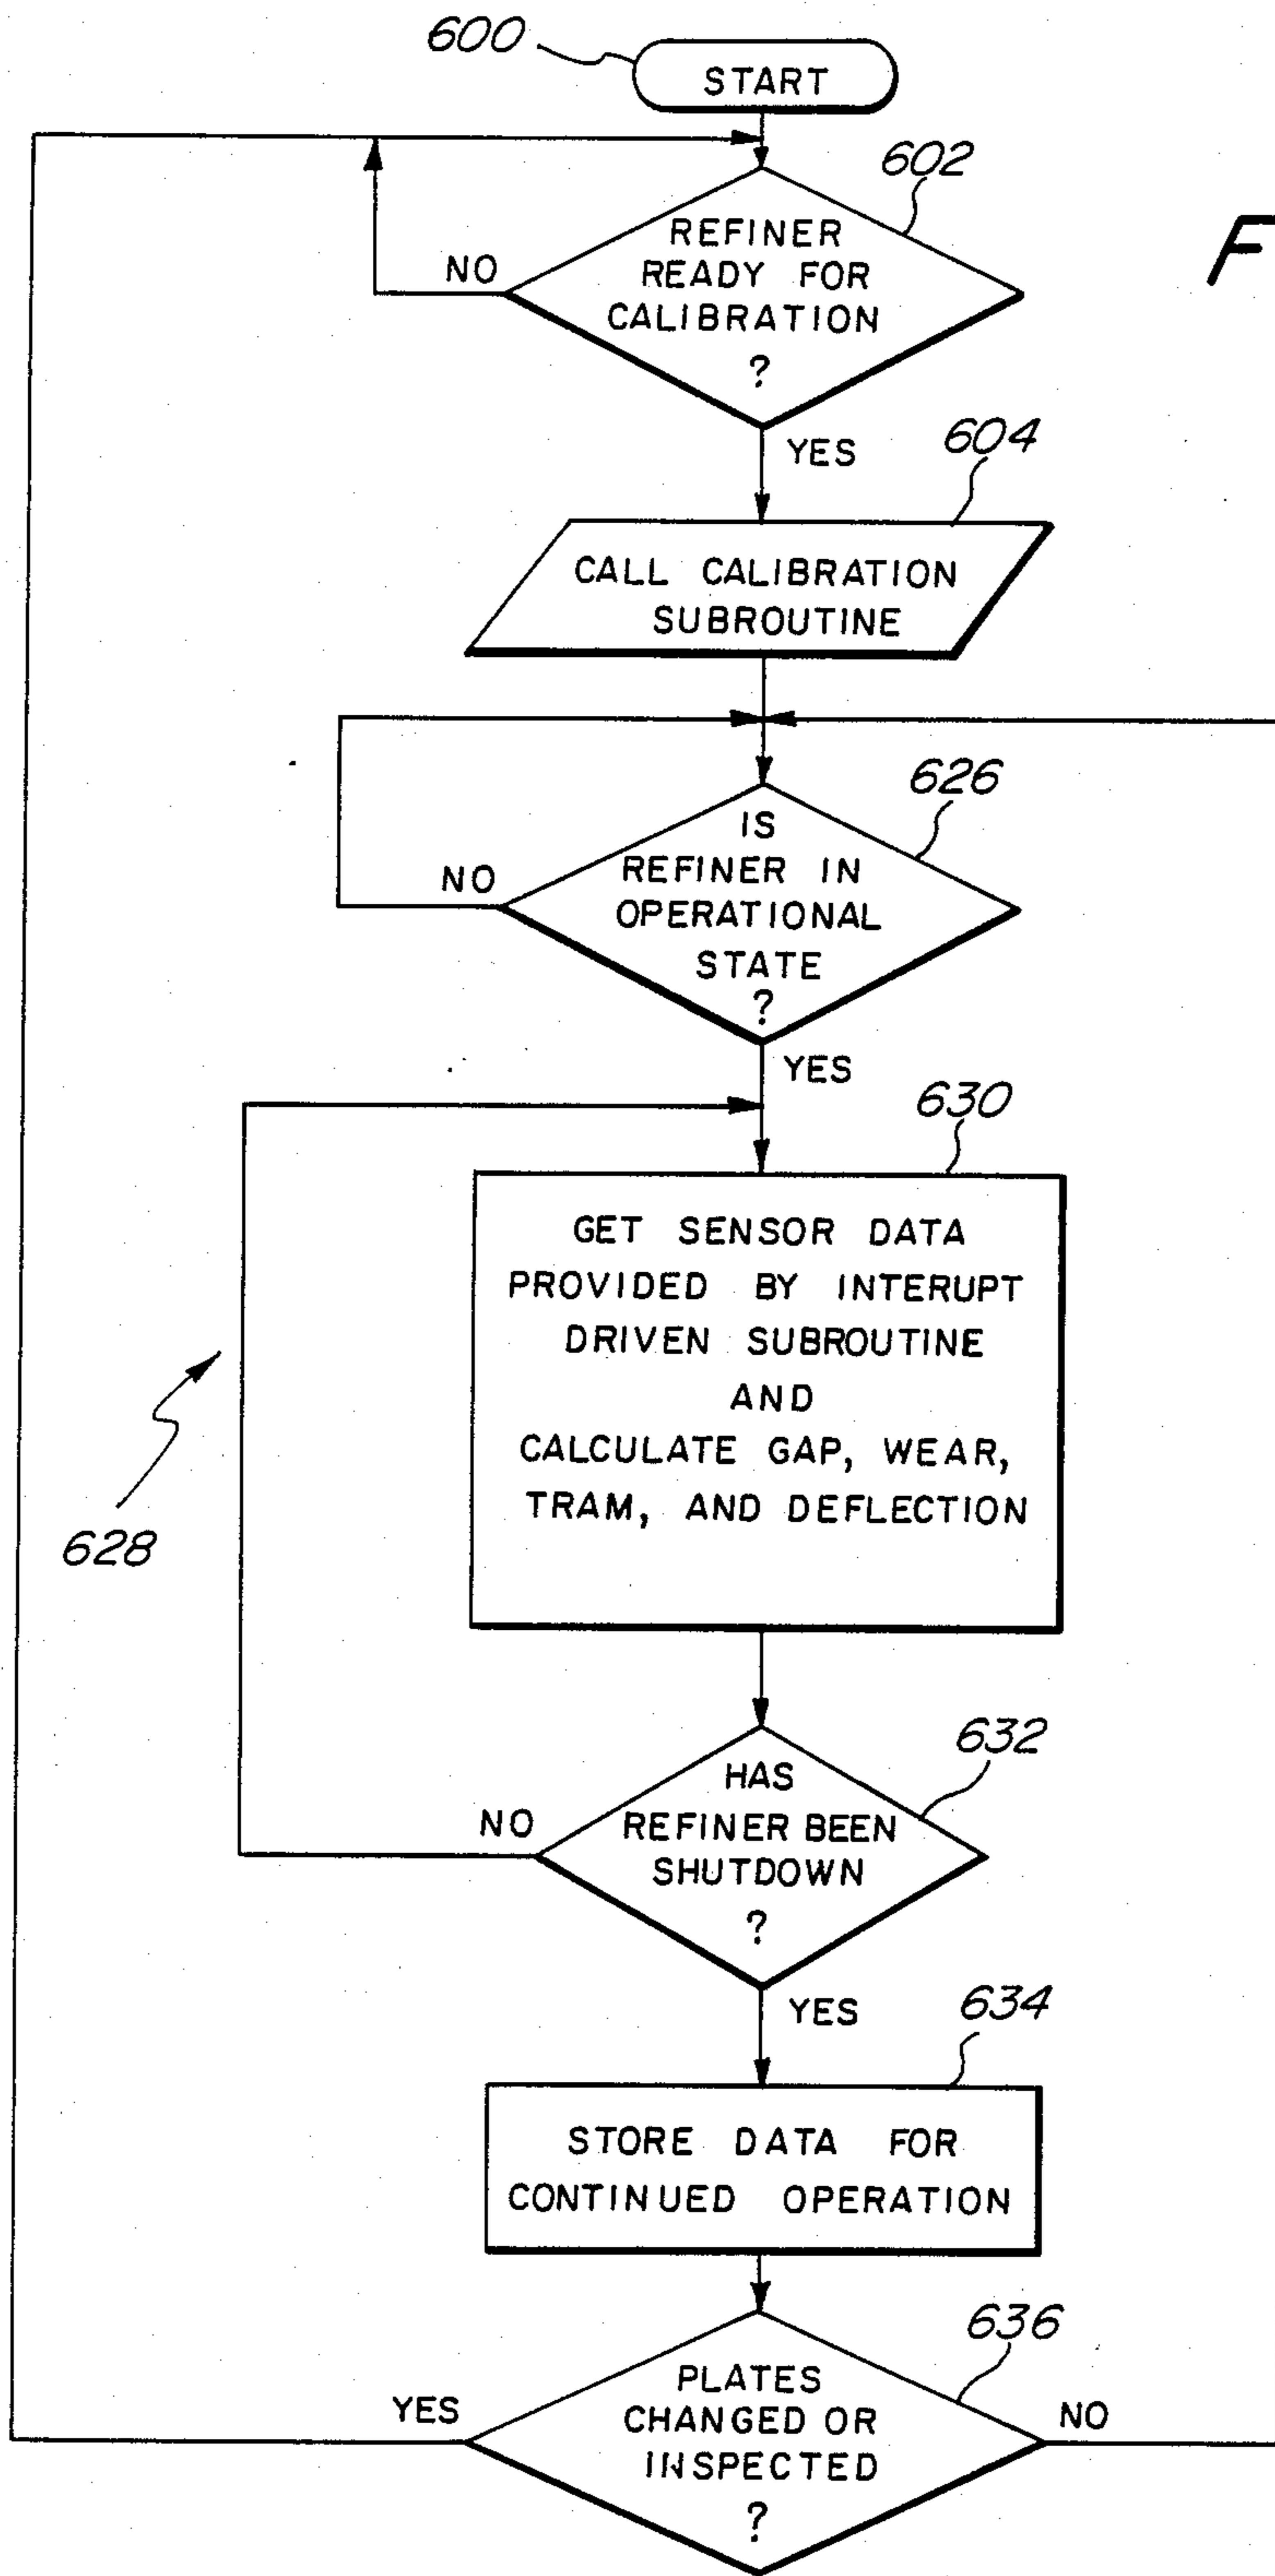 600
START
602
REFINER
READY FOR
CALIBRATION
?
NO
F
YES
604
CALL CALIBRATION
SUBROUTINE
626
IS
REFINER IN
OPERATIONAL
STATE
?
NO
YES
630
GET SENSOR DATA
PROVIDED BY INTERUPT
DRIVEN SUBROUTINE
AND
CALCULATE GAP, WEAR,
TRAM, AND DEFLECTION
628
632
HAS
REFINER BEEN
SHUTDOWN
?
NO
YES
634
STORE DATA FOR
CONTINUED OPERATION
636
PLATES
CHANGED OR
INSPECTED
?
YES
NO